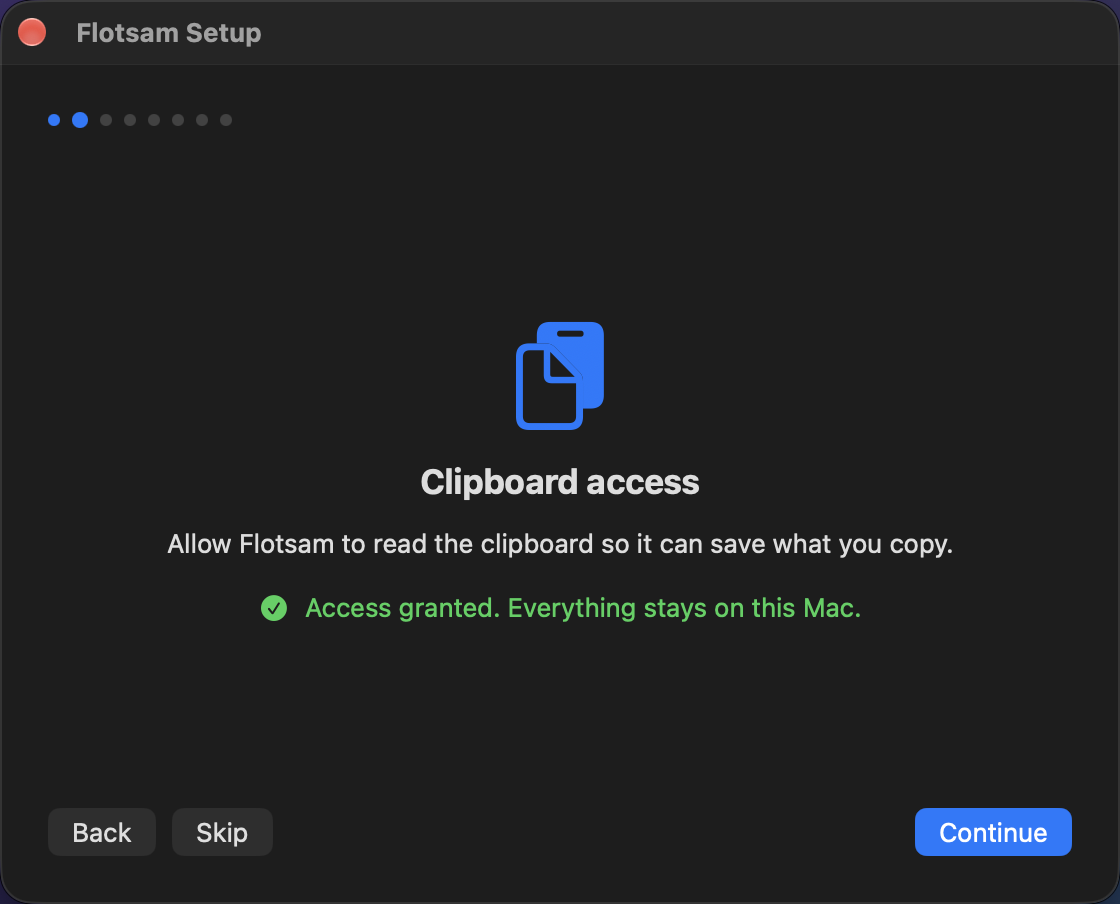 Flotsam Setup
Clipboard access
Allow Flotsam to read the clipboard so it can save what you copy.
Access granted. Everything stays on this Mac.
Back
Skip
Continue